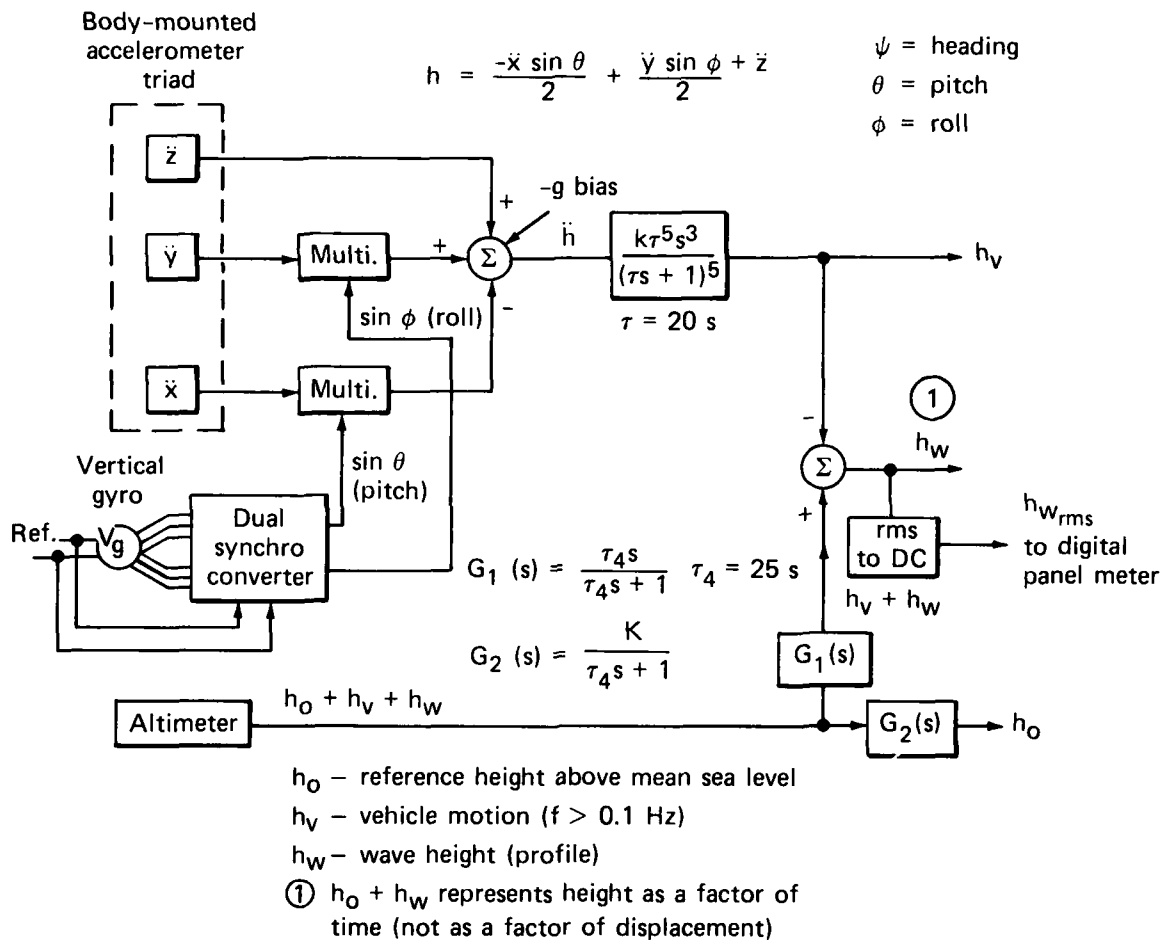 Body-mounted
accelerometer
triad
h = -ẍ sin θ / 2 + ÿ sin φ + z̈ / 2
ψ = heading
θ = pitch
φ = roll
z̈
-g bias
+
ÿ
Multi.
+
Σ
ḧ
kτ⁵s³
(τs + 1)⁵
h_v
τ = 20 s
sin φ (roll)
-
ẍ
Multi.
①
-
h_w
sin θ
(pitch)
Σ
+
Vertical
gyro
Ref.
V_g
Dual
synchro
converter
rms
to DC
h_w_rms
to digital
panel meter
G₁ (s) = τ₄s / τ₄s + 1 τ₄ = 25 s
h_v + h_w
G₂ (s) = K / τ₄s + 1
G₁(s)
Altimeter
h_o + h_v + h_w
G₂(s)
h_o
h_o – reference height above mean sea level
h_v – vehicle motion (f > 0.1 Hz)
h_w – wave height (profile)
① h_o + h_w represents height as a factor of
time (not as a factor of displacement)